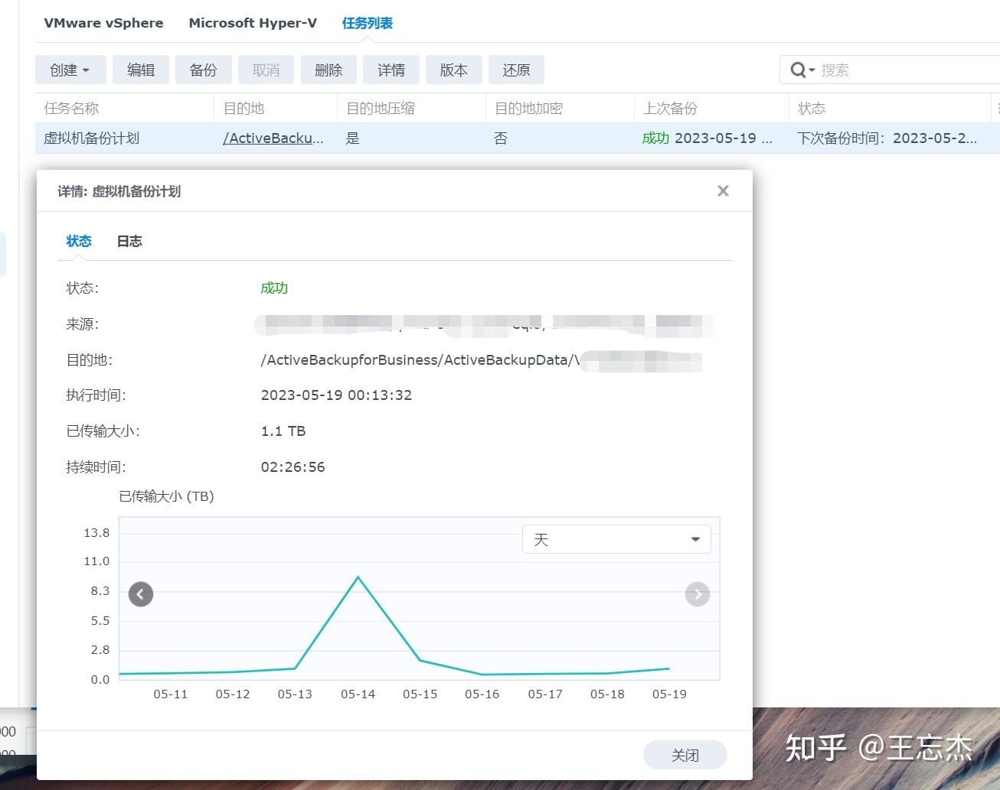 VMware vSphere Microsoft Hyper-V 任务列表
创建 编辑 备份 取消 删除 详情 版本 还原 搜索
任务名称 目的地 目的地压缩 目的地加密 上次备份 状态
虚拟机备份计划 /ActiveBacku... 是 否 成功 2023-05-19 ... 下次备份时间: 2023-05-2...
详情: 虚拟机备份计划
状态 日志
状态: 成功
来源:
目的地: /ActiveBackupforBusiness/ActiveBackupData/
执行时间: 2023-05-19 00:13:32
已传输大小: 1.1 TB
持续时间: 02:26:56
已传输大小 (TB)
天
13.8
11.0
8.3
5.5
2.8
0.0
05-11 05-12 05-13 05-14 05-15 05-16 05-17 05-18 05-19
关闭
知乎 @王忘杰